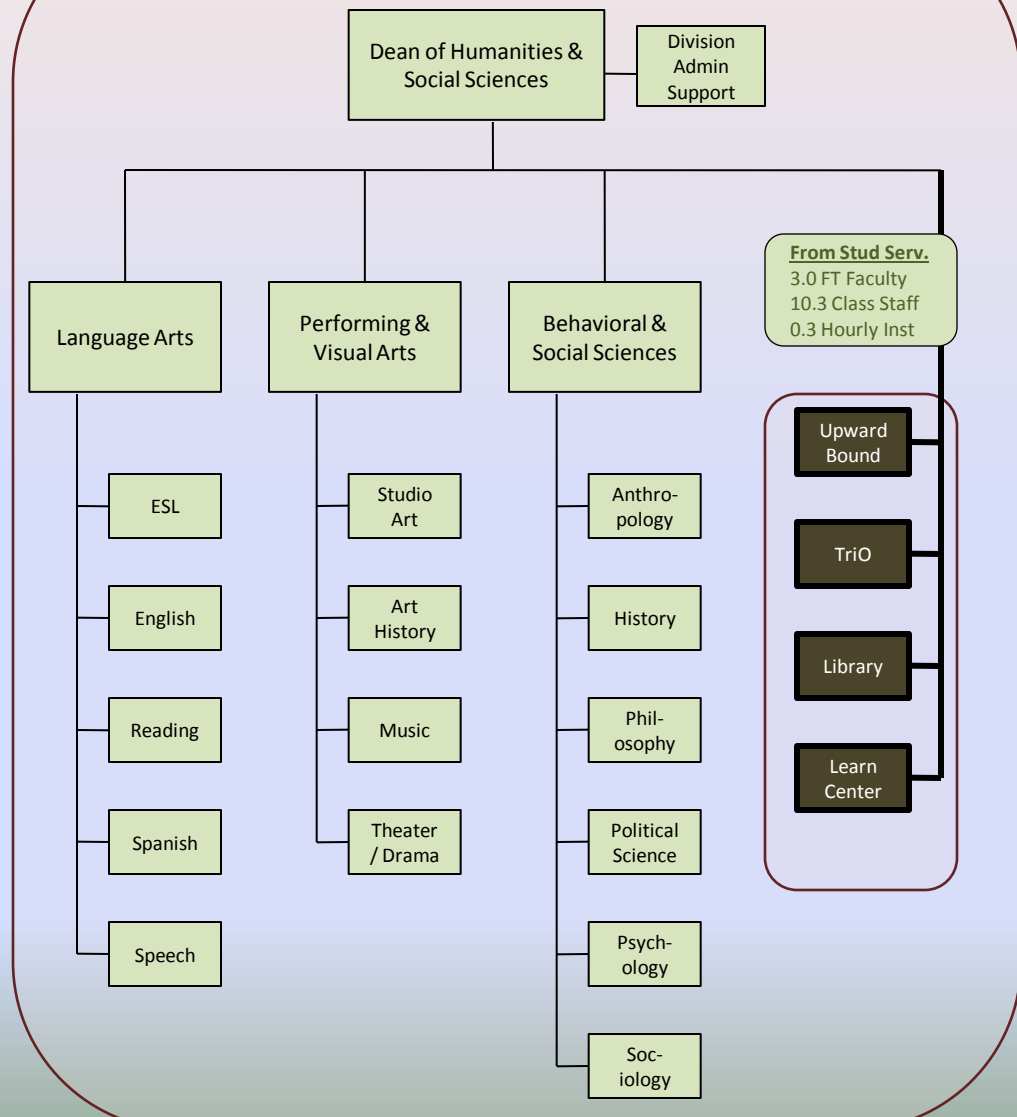 Dean of Humanities &
Social Sciences
Division
Admin
Support
From Stud Serv.
3.0 FT Faculty
10.3 Class Staff
0.3 Hourly Inst
Language Arts
Performing &
Visual Arts
Behavioral &
Social Sciences
ESL
English
Reading
Spanish
Speech
Studio
Art
Art
History
Music
Theater
/ Drama
Anthro-
pology
History
Phil-
osophy
Political
Science
Psych-
ology
Soc-
iology
Upward
Bound
TriO
Library
Learn
Center